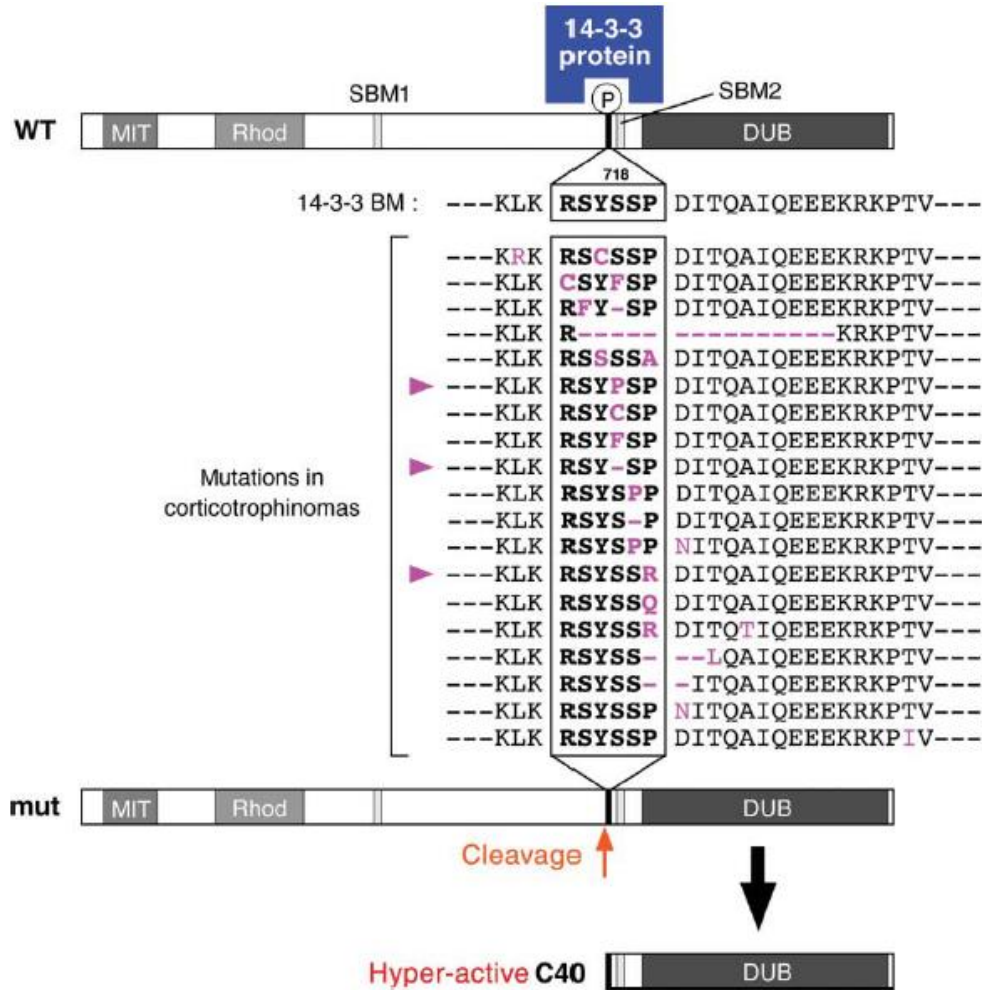 14-3-3
protein
P
SBM1
SBM2
WT
MIT
Rhod
DUB
718
14-3-3 BM : ---KLK RSYSSP DITQAIQEEEKRKPTV---
---KRK RSCSSP DITQAIQEEEKRKPTV---
---KLK CSYFSP DITQAIQEEEKRKPTV---
---KLK RFY-SP DITQAIQEEEKRKPTV---
---KLK R----- ----------KRKPTV---
---KLK RSSSSA DITQAIQEEEKRKPTV---
---KLK RSYPSP DITQAIQEEEKRKPTV---
---KLK RSYCSP DITQAIQEEEKRKPTV---
---KLK RSYFSP DITQAIQEEEKRKPTV---
---KLK RSY-SP DITQAIQEEEKRKPTV---
---KLK RSYSPP DITQAIQEEEKRKPTV---
---KLK RSYS-P DITQAIQEEEKRKPTV---
---KLK RSYSPP NITQAIQEEEKRKPTV---
---KLK RSYSSR DITQAIQEEEKRKPTV---
---KLK RSYSSQ DITQAIQEEEKRKPTV---
---KLK RSYSSR DITQTIQEEEKRKPTV---
---KLK RSYSS- --LQAIQEEEKRKPTV---
---KLK RSYSS- -ITQAIQEEEKRKPTV---
---KLK RSYSSP NITQAIQEEEKRKPTV---
---KLK RSYSSP DITQAIQEEEKRKPIV---
Mutations in
corticotrophinomas
mut
MIT
Rhod
DUB
Cleavage
Hyper-active C40
DUB